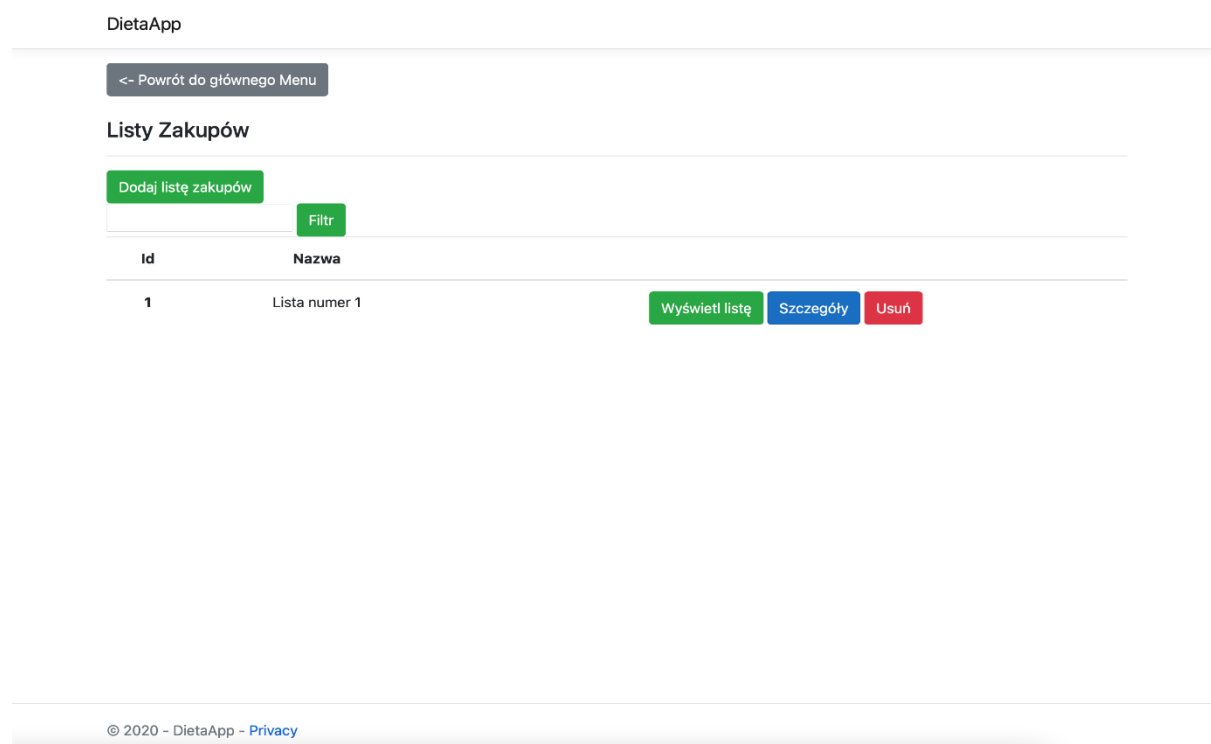 DietaApp
<- Powrót do głównego Menu
Listy Zakupów
Dodaj listę zakupów
Filtr
Id Nazwa
1 Lista numer 1 Wyświetl listę Szczegóły Usuń
© 2020 - DietaApp - Privacy